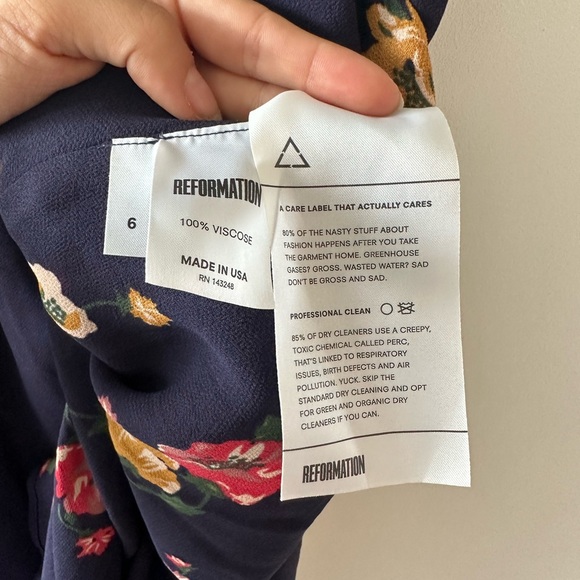 6
REFORMATION
100% VISCOSE
MADE IN USA
RN 143248
A CARE LABEL THAT ACTUALLY CARES
80% OF THE NASTY STUFF ABOUT
FASHION HAPPENS AFTER YOU TAKE
THE GARMENT HOME. GREENHOUSE
GASES? GROSS. WASTED WATER? SAD
DON'T BE GROSS AND SAD.
PROFESSIONAL CLEAN
85% OF DRY CLEANERS USE A CREEPY,
TOXIC CHEMICAL CALLED PERC,
THAT'S LINKED TO RESPIRATORY
ISSUES, BIRTH DEFECTS AND AIR
POLLUTION. YUCK. SKIP THE
STANDARD DRY CLEANING AND OPT
FOR GREEN AND ORGANIC DRY
CLEANERS IF YOU CAN.
REFORMATION